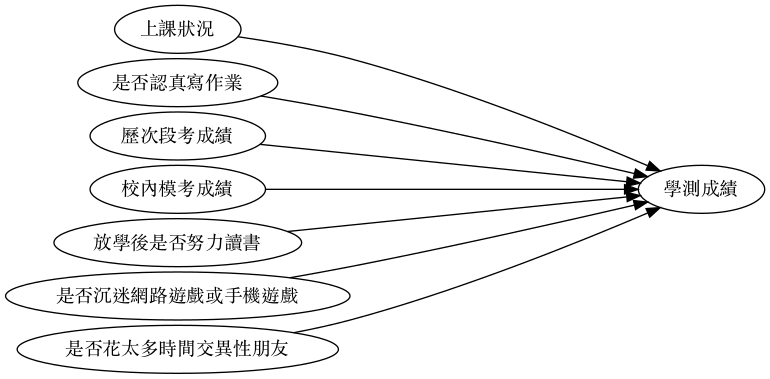 上課狀況
是否認真寫作業
歷次段考成績
校內模考成績
學測成績
放學後是否努力讀書
是否沉迷網路遊戲或手機遊戲
是否花太多時間交異性朋友